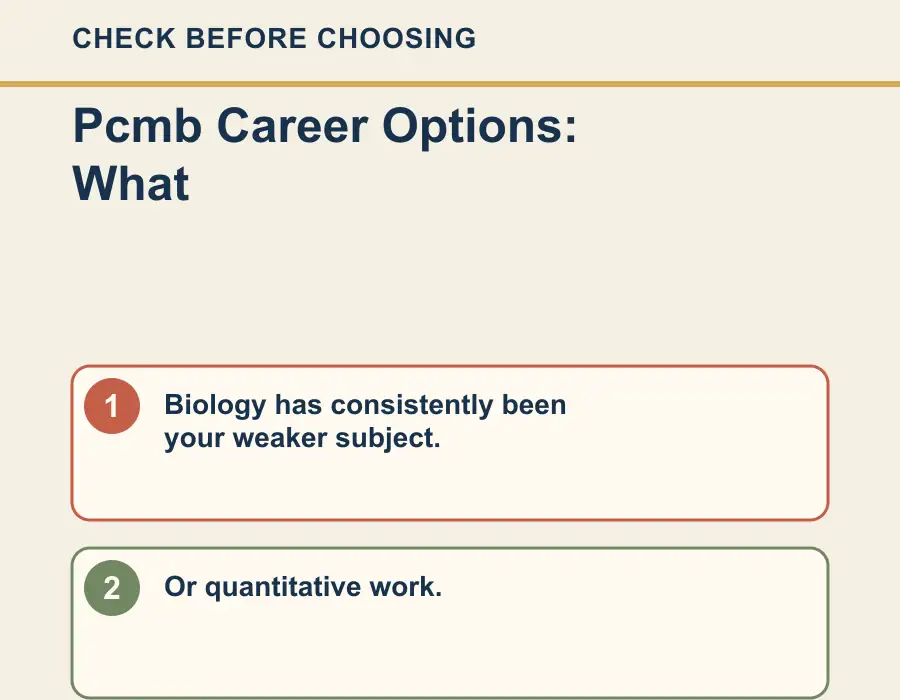 CHECK BEFORE CHOOSING
Pcmb Career Options:
What
1
Biology has consistently been
your weaker subject.
2
Or quantitative work.